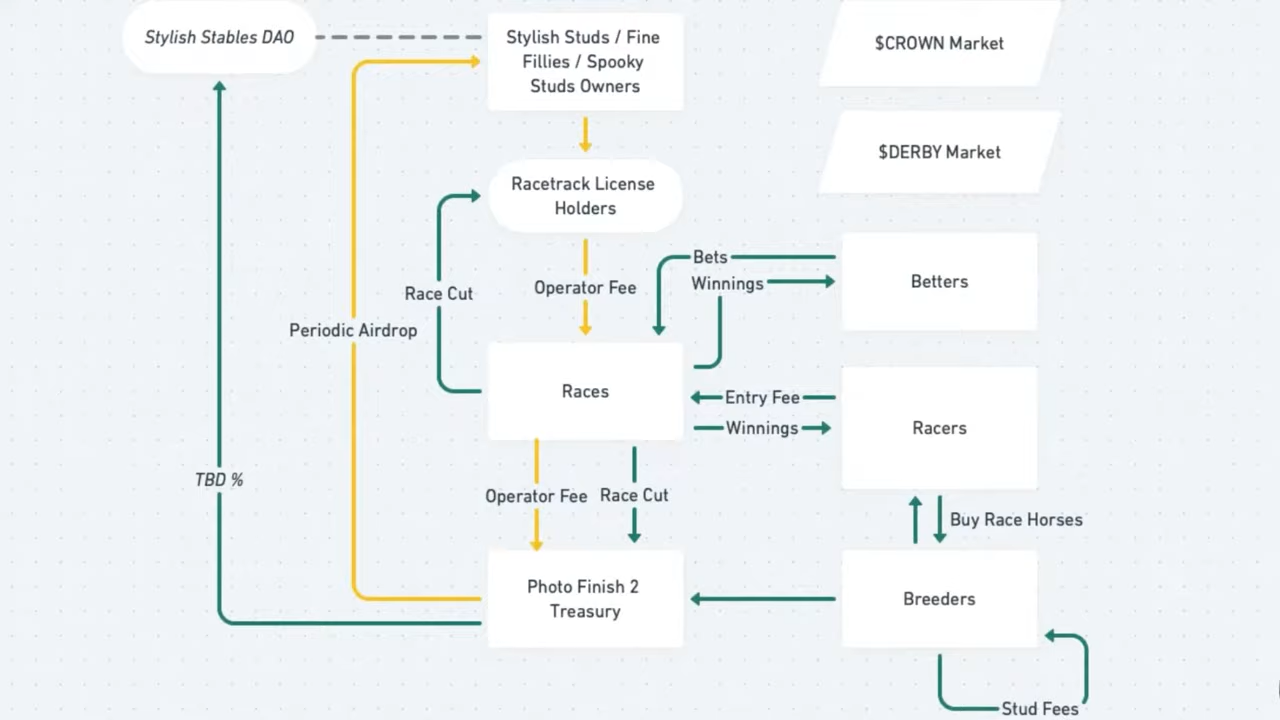 Stylish Stables DAO
Stylish Studs / Fine
Fillies / Spooky
Studs Owners
$CROWN Market
$DERBY Market
Racetrack License
Holders
Bets
Winnings
Betters
Operator Fee
Race Cut
Periodic Airdrop
Races
Entry Fee
Winnings
Racers
TBD %
Operator Fee
Race Cut
Buy Race Horses
Photo Finish 2
Treasury
Breeders
Stud Fees